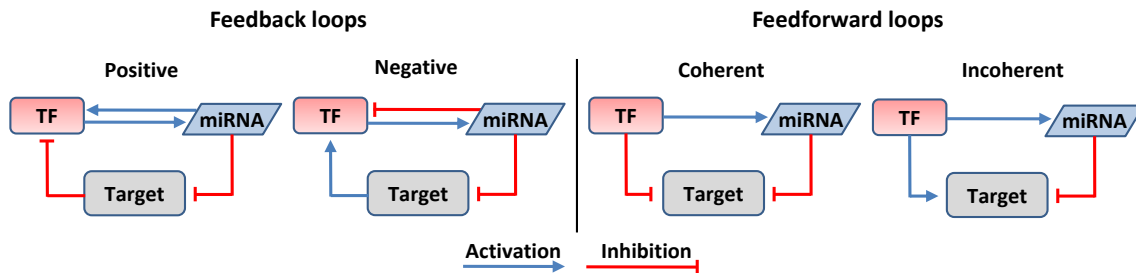 Feedback loops
Feedforward loops
Positive
Negative
Coherent
Incoherent
TF
miRNA
Target
TF
miRNA
Target
TF
miRNA
Target
TF
miRNA
Target
Activation
Inhibition